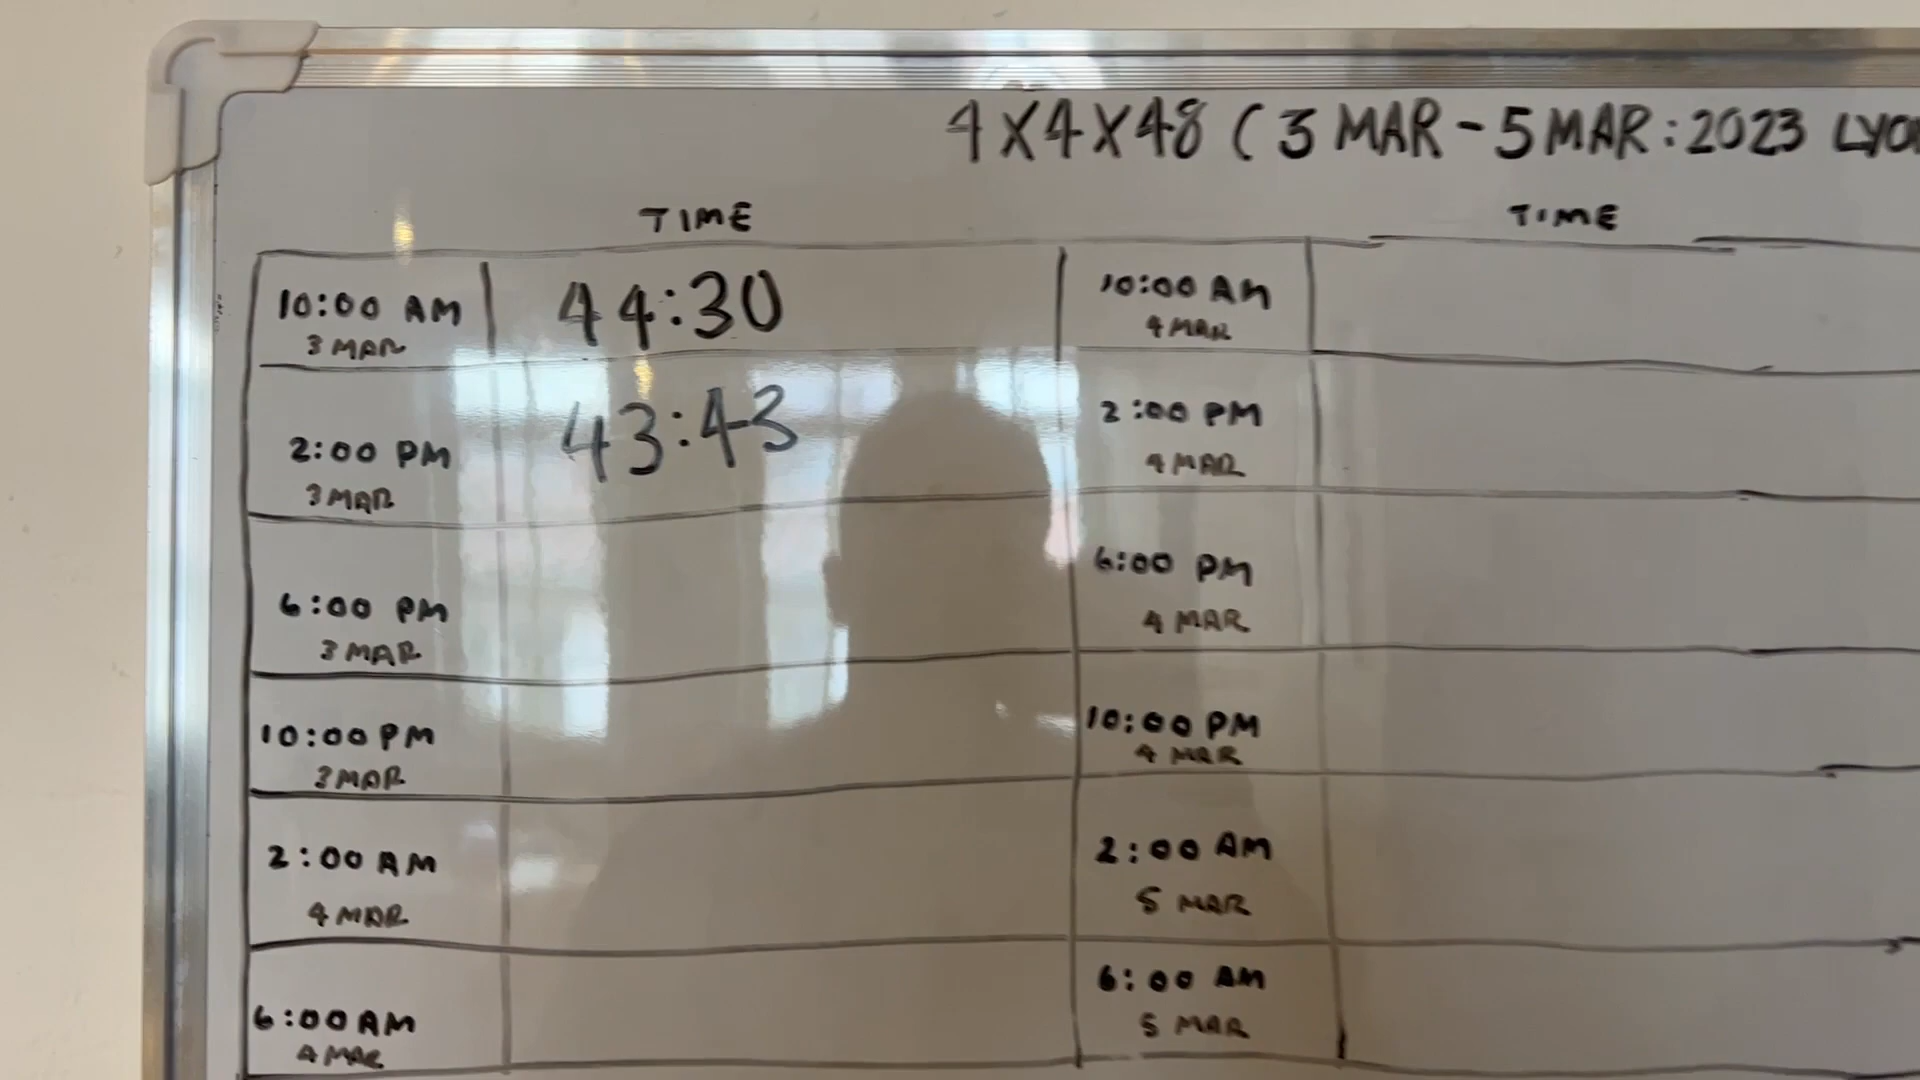 4X4X48 (3 MAR - 5 MAR: 2023
TIME
10:00 AM
3 MAR
44:30
2:00 PM
3 MAR
43:43
6:00 PM
3 MAR
10:00 PM
3 MAR
2:00 AM
4 MAR
6:00 AM
4 MAR
TIME
10:00 AM
4 MAR
2:00 PM
4 MAR
6:00 PM
4 MAR
10:00 PM
4 MAR
2:00 AM
5 MAR
6:00 AM
5 MAR